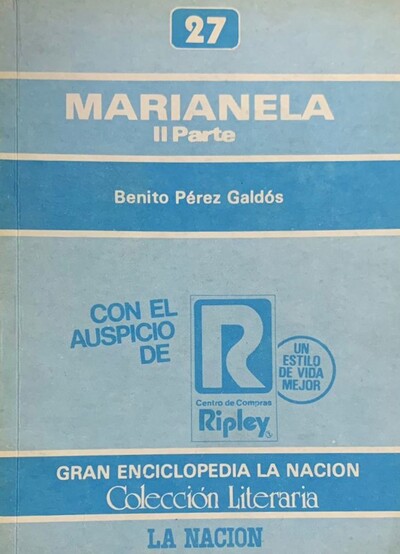 27
MARIANELA
II Parte
Benito Pérez Galdós
CON EL
AUSPICIO
DE
R
Centro de Compras
Ripley
UN
ESTILO
DE VIDA
MEJOR
GRAN ENCICLOPEDIA LA NACION
Colección Literaria
LA NACION